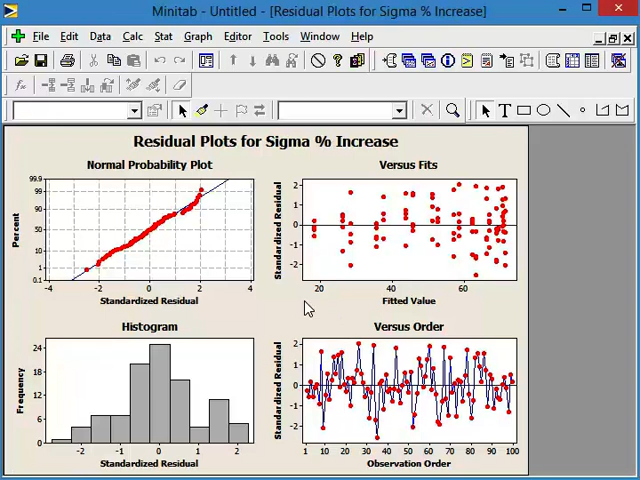 Minitab - Untitled - [Residual Plots for Sigma % Increase]
File Edit Data Calc Stat Graph Editor Tools Window Help
Residual Plots for Sigma % Increase
Normal Probability Plot
Versus Fits
99.9
99
90
50
10
1
0.1
Percent
-4 -2 0 2 4
Standardized Residual
2
1
0
-1
-2
Standardized Residual
20 40 60
Fitted Value
Histogram
Versus Order
24
18
12
6
0
Frequency
-2 -1 0 1 2
Standardized Residual
2
1
0
-1
-2
Standardized Residual
1 10 20 30 40 50 60 70 80 90 100
Observation Order